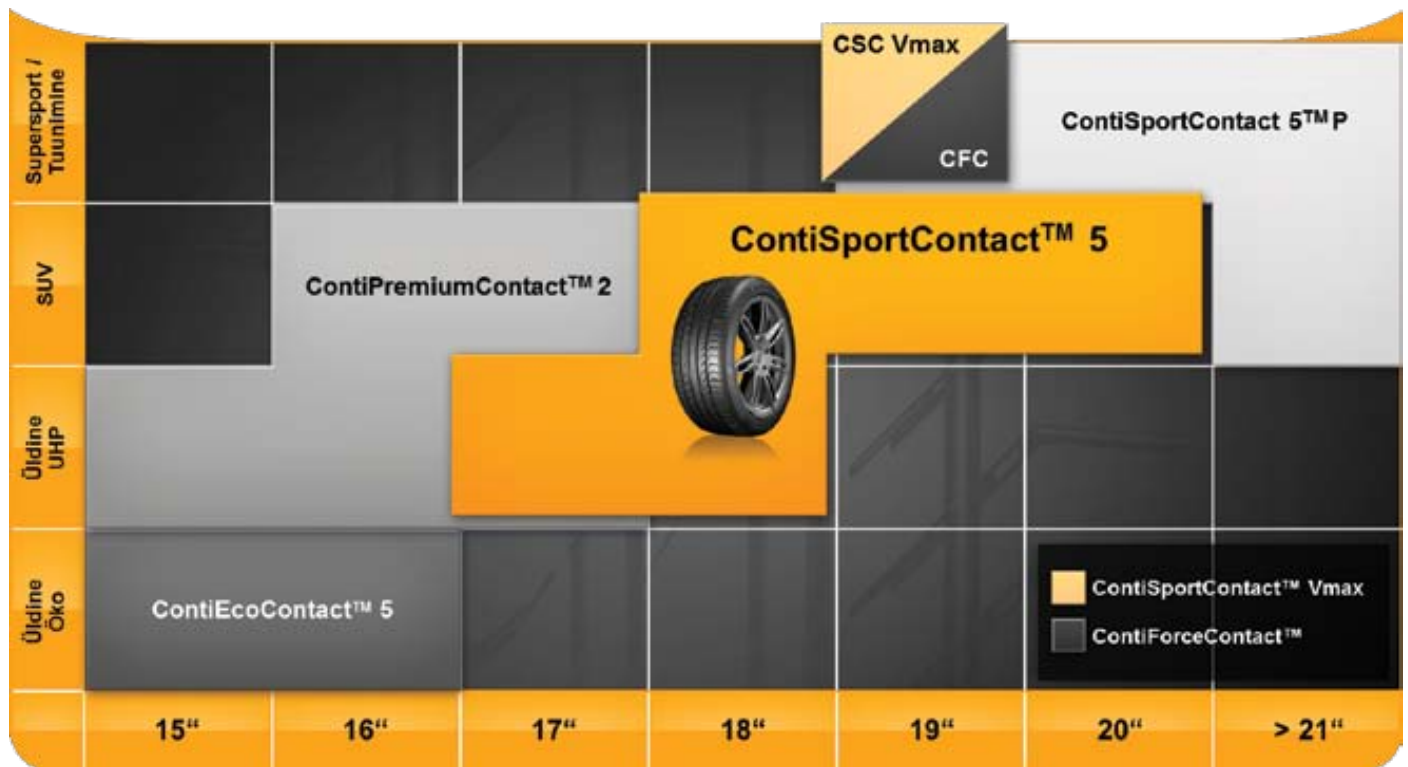 Supersport /
Tuunimine
CSC Vmax
CFC
ContiSportContact 5™ P
SUV
ContiPremiumContact™ 2
ContiSportContact™ 5
Üldine
UHP
Üldine
Öko
ContiEcoContact™ 5
ContiSportContact™ Vmax
ContiForceContact™
15“ 16“ 17“ 18“ 19“ 20“ > 21“